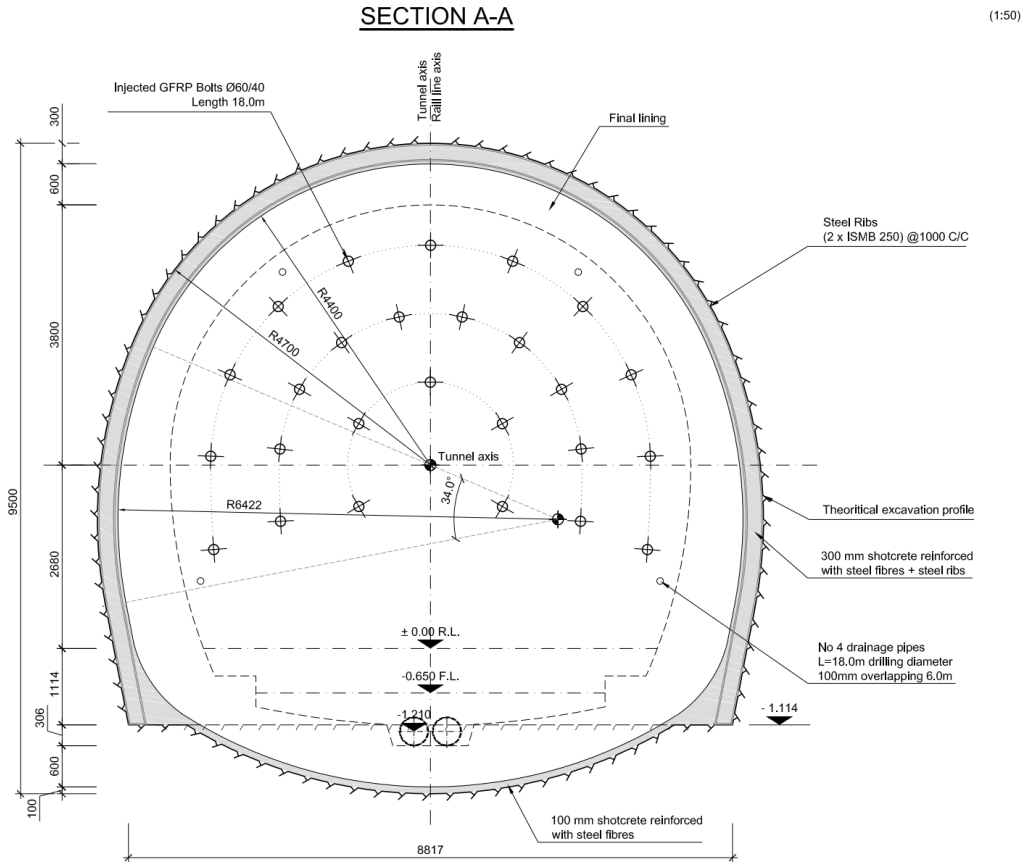 SECTION A-A
(1:50)
Injected GFRP Bolts Ø60/40
Length 18.0m
Tunnel axis
Raill line axis
Final lining
Steel Ribs
(2 x ISMB 250) @1000 C/C
300
600
3800
9500
2680
1114
306
600
100
R4400
R4700
Tunnel axis
34.0°
R6422
Theoritical excavation profile
300 mm shotcrete reinforced
with steel fibres + steel ribs
± 0.00 R.L.
No 4 drainage pipes
L=18.0m drilling diameter
100mm overlapping 6.0m
-0.650 F.L.
-1.210
- 1.114
100 mm shotcrete reinforced
with steel fibres
8817